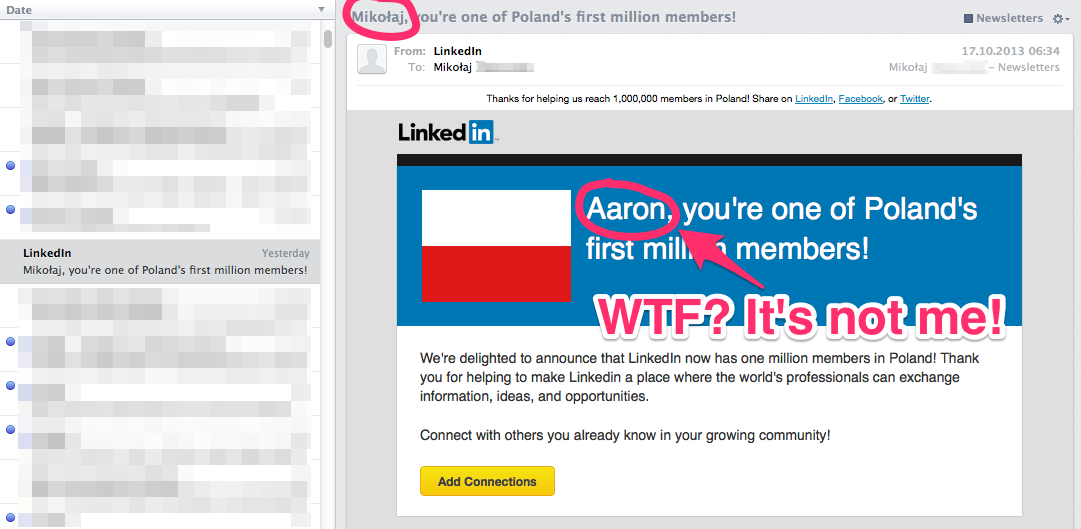 Date
LinkedIn Yesterday
Mikołaj, you're one of Poland's first million members!
Mikołaj, you're one of Poland's first million members!
Newsletters
From: LinkedIn
17.10.2013 06:34
To: Mikołaj
Mikołaj – Newsletters
Thanks for helping us reach 1,000,000 members in Poland! Share on LinkedIn, Facebook, or Twitter.
Linked in
Aaron, you're one of Poland's
first million members!
WTF? It's not me!
We're delighted to announce that LinkedIn now has one million members in Poland! Thank
you for helping to make Linkedin a place where the world's professionals can exchange
information, ideas, and opportunities.
Connect with others you already know in your growing community!
Add Connections